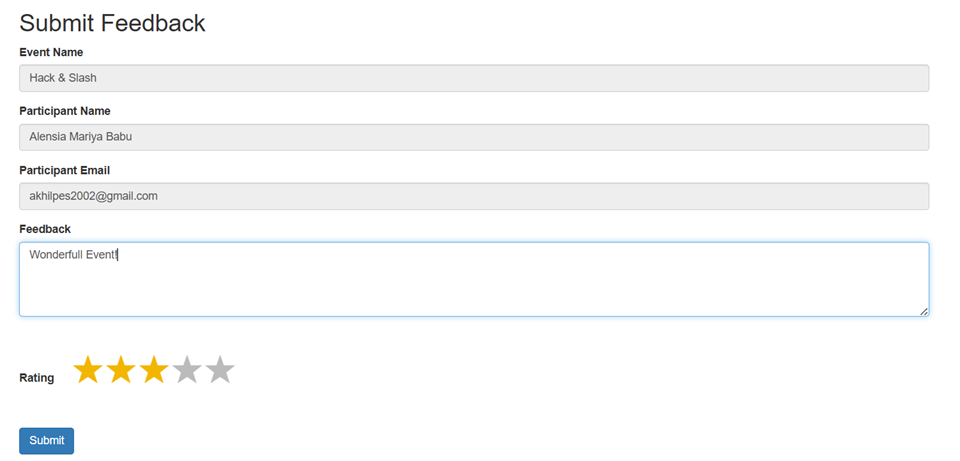 Submit Feedback
Event Name
Hack & Slash
Participant Name
Alensia Mariya Babu
Participant Email
akhilpes2002@gmail.com
Feedback
Wonderfull Event!
Rating
Submit